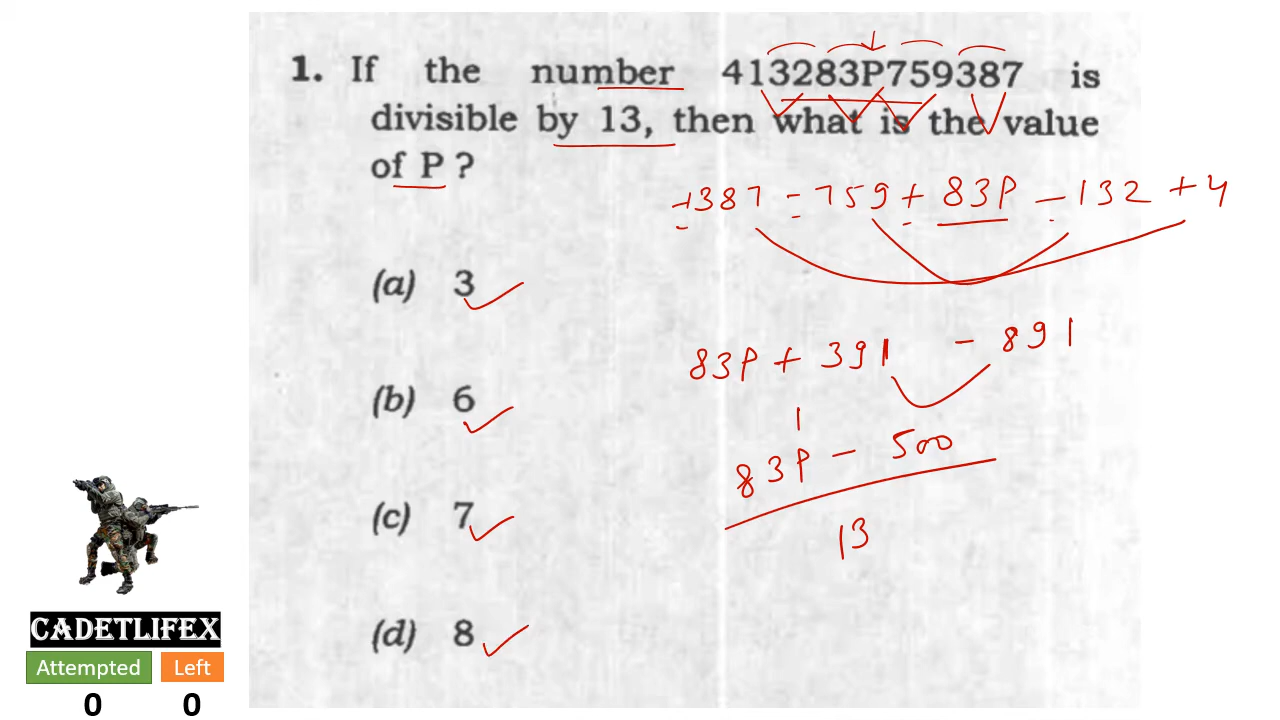 1. If the number 413283P759387 is
divisible by 13, then what is the value
of P ?
+387 - 759 + 83P - 132 + 4
(a) 3
83P + 391 - 891
(b) 6
83P - 500
13
(c) 7
(d) 8
CADETLIFEX
Attempted Left
0 0